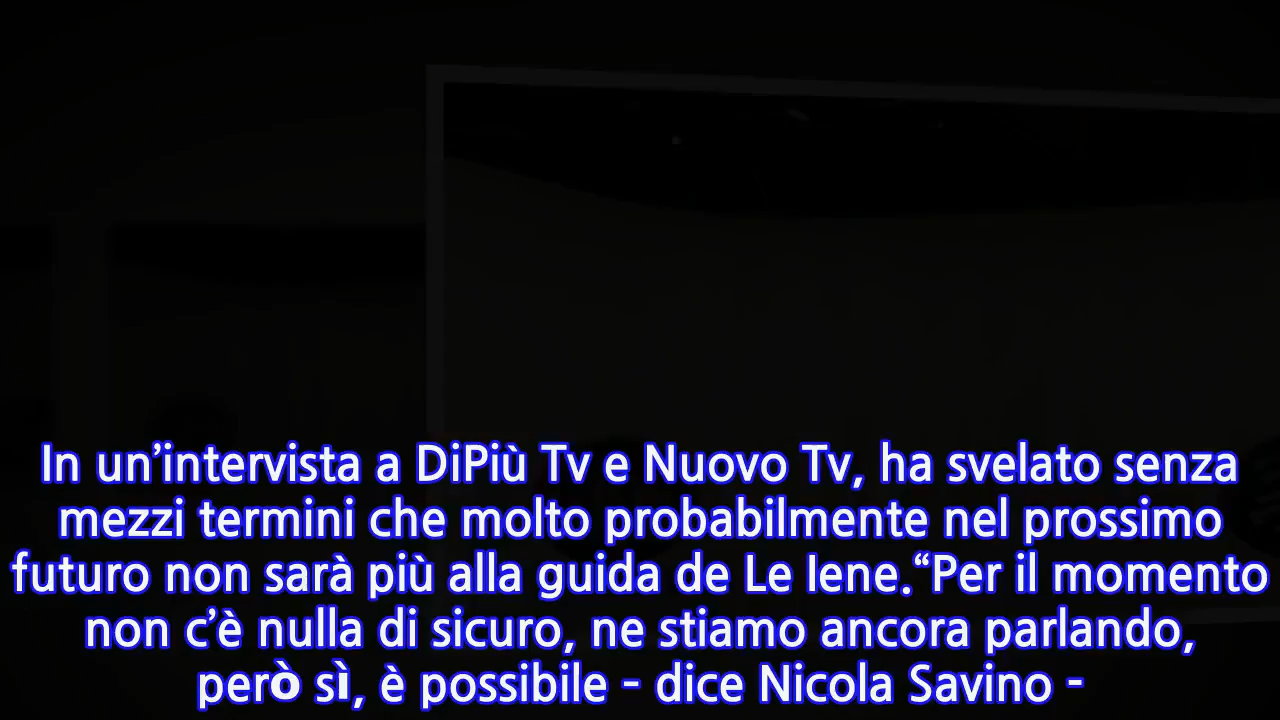 In un’intervista a DiPiù Tv e Nuovo Tv, ha svelato senza
mezzi termini che molto probabilmente nel prossimo
futuro non sarà più alla guida de Le Iene.“Per il momento
non c’è nulla di sicuro, ne stiamo ancora parlando,
però sì, è possibile - dice Nicola Savino -